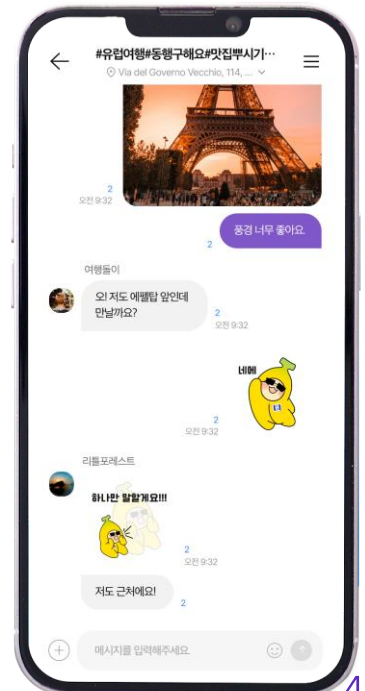 #유럽여행#동행구해요#맛집뿌시기…
Via del Governo Vecchio, 114, ...
2
오전 9:32
풍경 너무 좋아요
2
여행돌이
오! 저도 에펠탑 앞인데
만날까요?
2
오전 9:32
네에
2
오전 9:32
리틀포레스트
하나만 말할게요!!!
2
오전 9:32
저도 근처에요!
2
메시지를 입력해주세요.
4